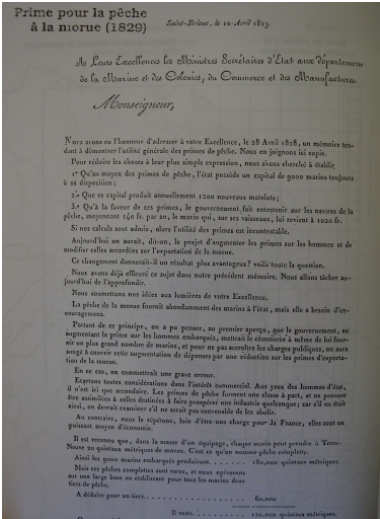 Prime pour la pêche
à la morue (1829)
Saint-Brieuc, le 10 Avril 1829.
A Leurs Excellences les Ministres Secrétaires d'Etat aux départemens
de la Marine et des Colonies, du Commerce et des Manufactures.
Monseigneur,
Nous avons eu l'honneur d'adresser à votre Excellence, le 28 Avril 1828, un mémoire ten-
dant à démontrer l'utilité générale des primes de pêche. Nous en joignons ici copie.
Pour réduire les choses à leur plus simple expression, nous avons cherché à établir
1.º Qu'au moyen des primes de pêche, l'état possède un capital de 9000 marins toujours
à sa disposition;
2.º Que ce capital produit annuellement 1200 nouveaux matelots;
3.º Qu'à la faveur de ces primes, le gouvernement fait entretenir sur les navires de la
pêche, moyennant 140 fr. par an, le marin qui, sur ses vaisseaux, lui revient à 1020 fr.
Si nos calculs sont admis, alors l'utilité des primes est incontestable.
Aujourd'hui on aurait, dit-on, le projet d'augmenter les primes sur les hommes et de
modifier celles accordées sur l'exportation de la morue.
Ce changement donnerait-il un résultat plus avantageux? voilà toute la question.
Nous avons déjà effleuré ce sujet dans notre précédent mémoire. Nous allons tâcher au-
jourd'hui de l'approfondir.
Nous soumettons nos idées aux lumières de votre Excellence.
La pêche de la morue fournit abondamment des marins à l'état, mais elle a besoin d'en-
couragemens.
Partant de ce principe, on a pu penser, au premier aperçu, que le gouvernement, en
augmentant la prime sur les hommes embarqués, mettrait le commerce à même de lui four-
nir un plus grand nombre de marins, et pour ne pas accroître les charges publiques, on aura
songé à couvrir cette augmentation de dépenses par une réduction sur les primes d'exporta-
tion de la morue.
En ce cas, on commettrait une grave erreur.
Ecartons toutes considérations dans l'intérêt commercial. Aux yeux des hommes d'état,
il n'est ici que secondaire. Les primes de pêche forment une classe à part, et ne peuvent
être assimilées à celles destinées à faire prospérer une industrie quelconque; car s'il en était
ainsi, on devrait examiner s'il ne serait pas convenable de les abolir.
Au contraire, nous le répétons, loin d'être une charge pour la France, elles sont un
puissant moyen d'économie.
Il est reconnu que, dans la masse d'un équipage, chaque marin peut prendre à Terre-
Neuve 20 quintaux métriques de morue. C'est ce qu'on nomme pêche complette.
Ainsi les 9000 marins embarqués produiront. . . . . 180,000 quintaux métriques.
Mais ces pêches complettes sont rares, et nous opérerons
sur une large base en établissant pour tous les marins deux
tiers de pêche.
A déduire pour un tiers. . . . . 60,000
Il reste. . . 120,000 quintaux métriques.